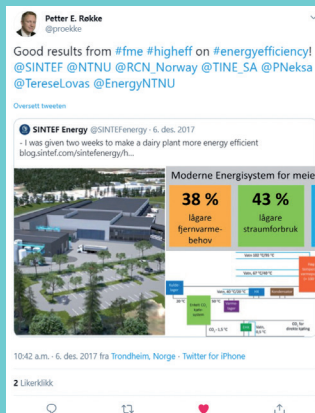 Petter E. Røkke
@proekke
Good results from #fme #higheff on #energyefficiency!
@SINTEF @NTNU @RCN_Norway @TINE_SA @PNeksa
@TereseLovas @EnergyNTNU
Oversett tweeten
SINTEF Energy @SINTEFenergy · 6. des. 2017
- I was given two weeks to make a dairy plant more energy efficient
blog.sintef.com/sintefenergy/h...
Moderne Energisystem for meie
38 %
43 %
lågare
fjernvarme-
behov
lågare
straumforbruk
10:42 a.m. · 6. des. 2017 fra Trondheim, Norge · Twitter for iPhone
2 Likerklikk